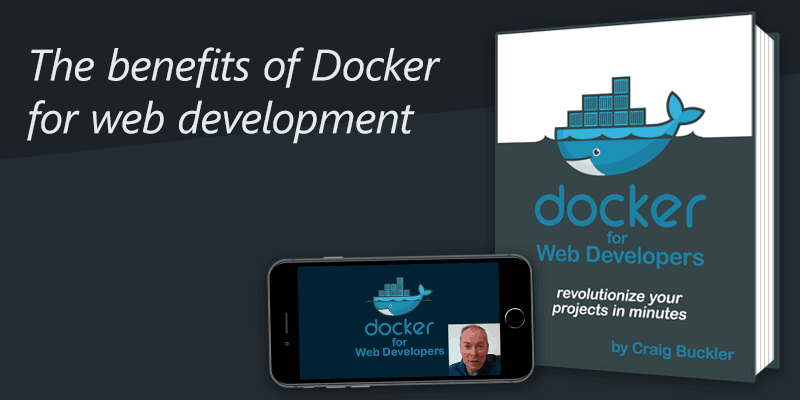 The benefits of Docker
for web development
docker
for
Web Developers
revolutionize your
projects in minutes
by Craig Buckler
docker
for
Web Developers